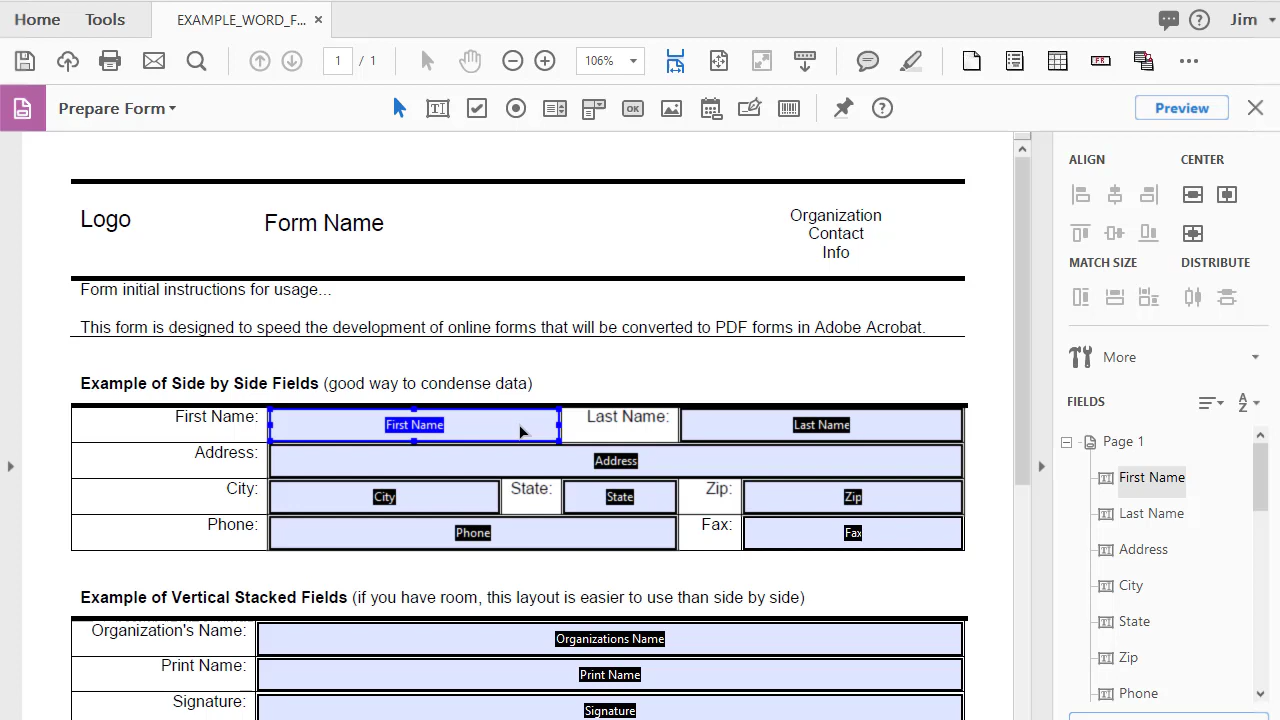 Home Tools EXAMPLE_WORD_F... × Jim
1 / 1 106% FR
Prepare Form OK Preview
ALIGN CENTER
MATCH SIZE DISTRIBUTE
More
FIELDS
Page 1
First Name
Last Name
Address
City
State
Zip
Phone
Logo Form Name Organization
Contact
Info
Form initial instructions for usage...
This form is designed to speed the development of online forms that will be converted to PDF forms in Adobe Acrobat.
Example of Side by Side Fields (good way to condense data)
First Name: First Name Last Name: Last Name
Address: Address
City: City State: State Zip: Zip
Phone: Phone Fax: Fax
Example of Vertical Stacked Fields (if you have room, this layout is easier to use than side by side)
Organization's Name: Organizations Name
Print Name: Print Name
Signature: Signature